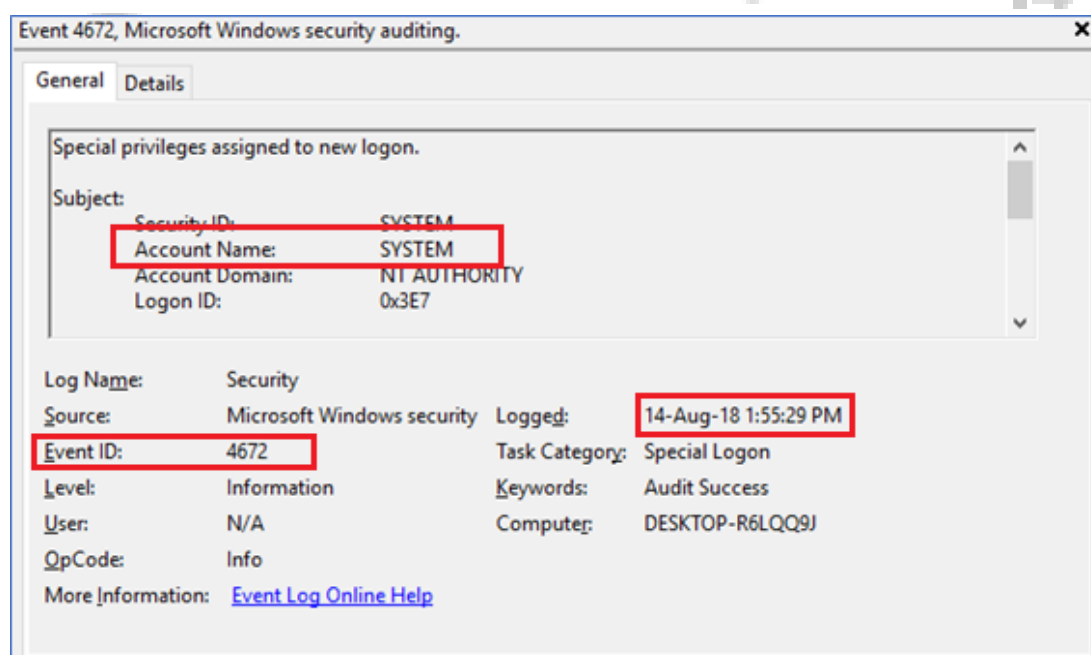 Event 4672, Microsoft Windows security auditing.
General Details
Special privileges assigned to new logon.
Subject:
Security ID: SYSTEM
Account Name: SYSTEM
Account Domain: NT AUTHORITY
Logon ID: 0x3E7
Log Name: Security
Source: Microsoft Windows security Logged: 14-Aug-18 1:55:29 PM
Event ID: 4672 Task Category: Special Logon
Level: Information Keywords: Audit Success
User: N/A Computer: DESKTOP-R6LQQ9J
OpCode: Info
More Information: Event Log Online Help